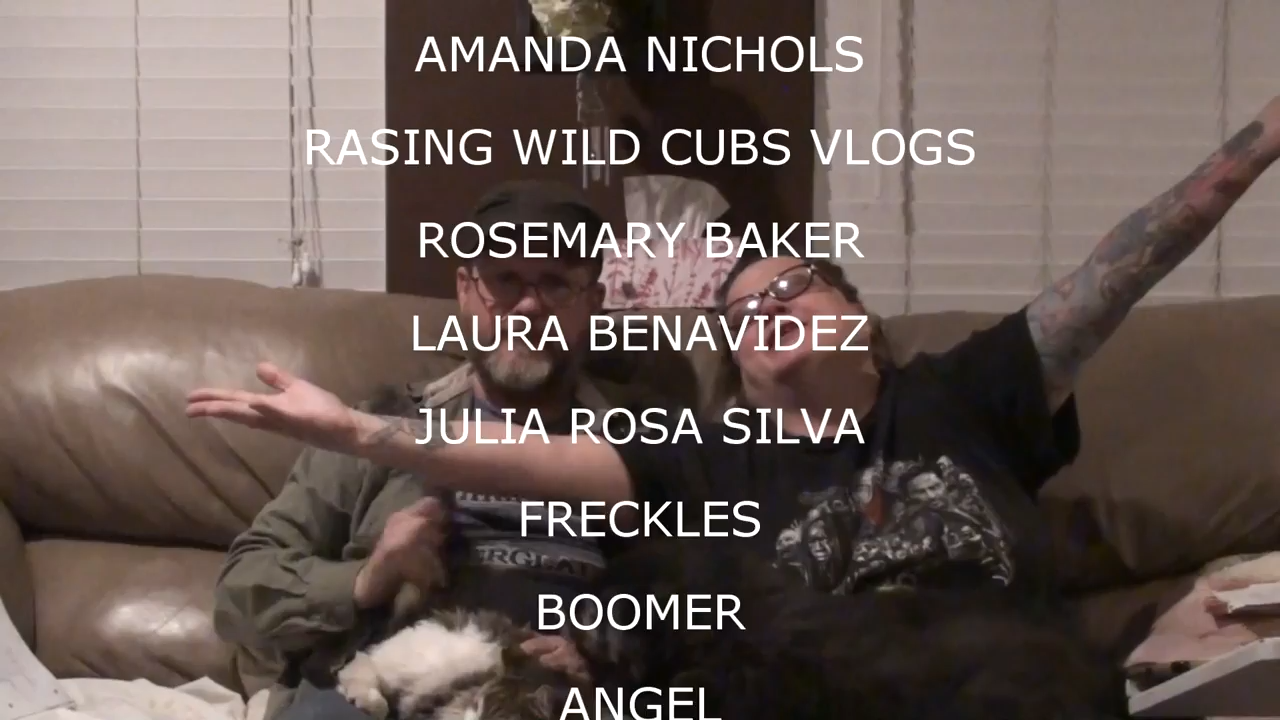 AMANDA NICHOLS
RASING WILD CUBS VLOGS
ROSEMARY BAKER
LAURA BENAVIDEZ
JULIA ROSA SILVA
FRECKLES
BOOMER
ANGEL